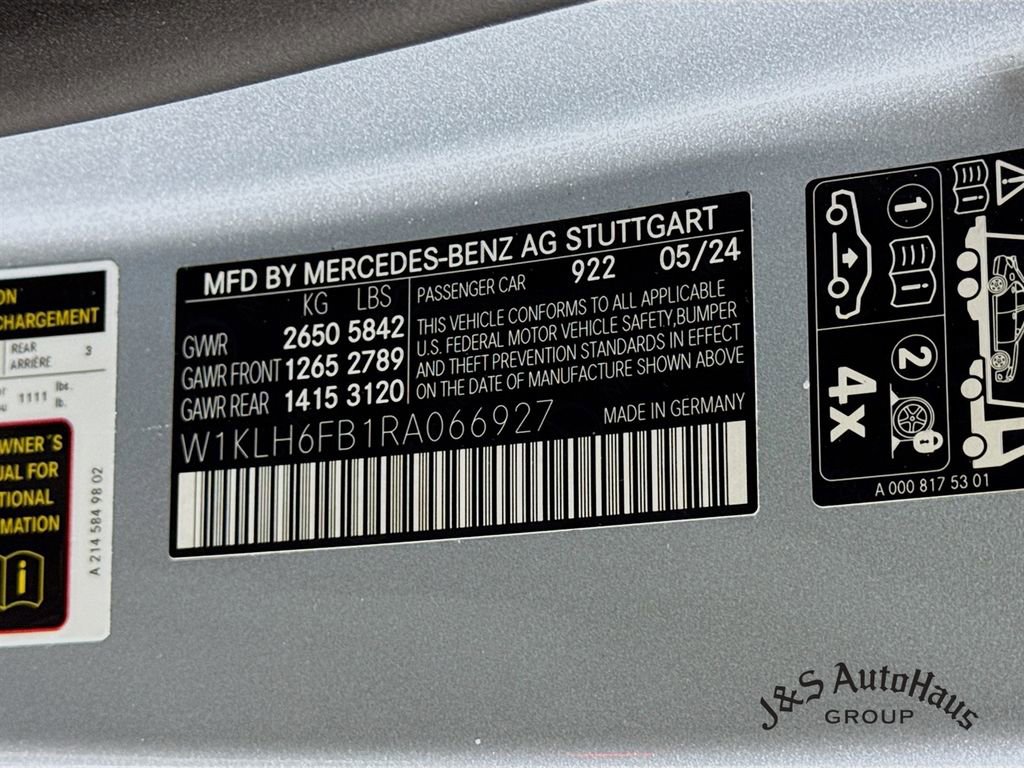 ON
CHARGEMENT
REAR
ARRIÈRE 3
1111 lbs.
lb.
WNER´S
UAL FOR
TIONAL
MATION
i
A 214 584 98 02
MFD BY MERCEDES-BENZ AG STUTTGART
KG LBS
GVWR 2650 5842
GAWR FRONT 1265 2789
GAWR REAR 1415 3120
PASSENGER CAR 922 05/24
THIS VEHICLE CONFORMS TO ALL APPLICABLE
U.S. FEDERAL MOTOR VEHICLE SAFETY,BUMPER
AND THEFT PREVENTION STANDARDS IN EFFECT
ON THE DATE OF MANUFACTURE SHOWN ABOVE
W1KLH6FB1RA066927 MADE IN GERMANY
1
2
4x
A 000 817 53 01
J&S AutoHaus
GROUP